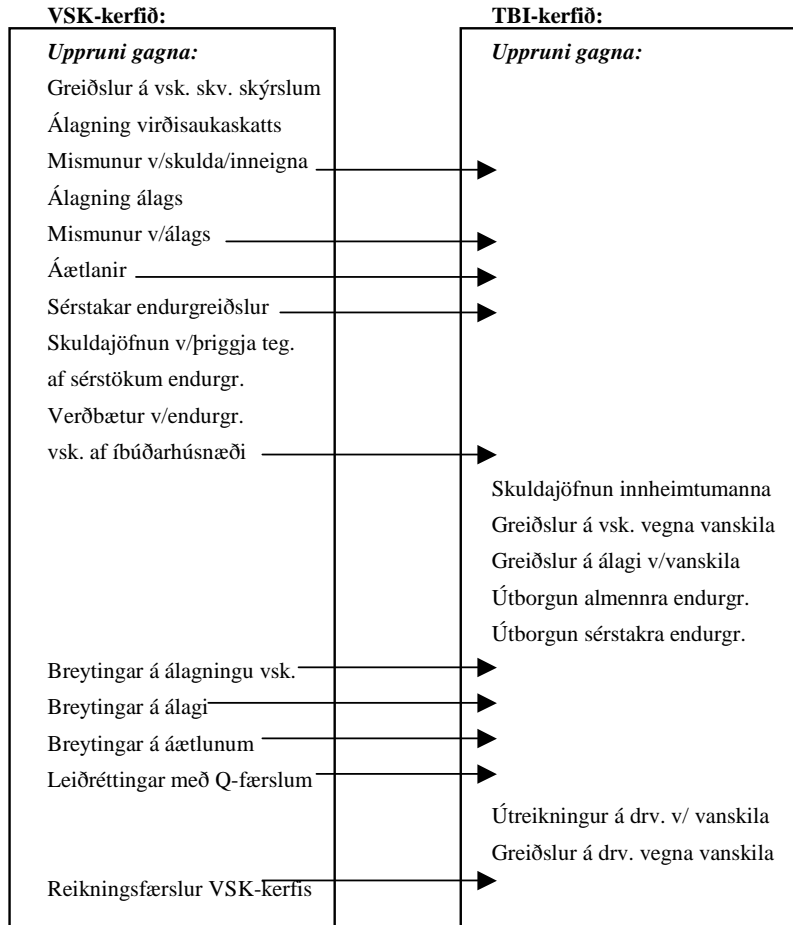 VSK-kerfið:
Uppruni gagna:
Greiðslur á vsk. skv. skýrslum
Álagning virðisaukaskatts
Mismunur v/skulda/inneigna
Álagning álags
Mismunur v/álags
Áætlanir
Sérstakar endurgreiðslur
Skuldajöfnun v/þriggja teg.
af sérstökum endurgr.
Verðbætur v/endurgr.
vsk. af íbúðarhúsnæði
Breytingar á álagningu vsk.
Breytingar á álagi
Breytingar á áætlunum
Leiðréttingar með Q-færslum
Reikningsfærslur VSK-kerfis
TBI-kerfið:
Uppruni gagna:
Skuldajöfnun innheimtumanna
Greiðslur á vsk. vegna vanskila
Greiðslur á álagi v/vanskila
Útborgun almennra endurgr.
Útborgun sérstakra endurgr.
Útreikningur á drv. v/ vanskila
Greiðslur á drv. vegna vanskila